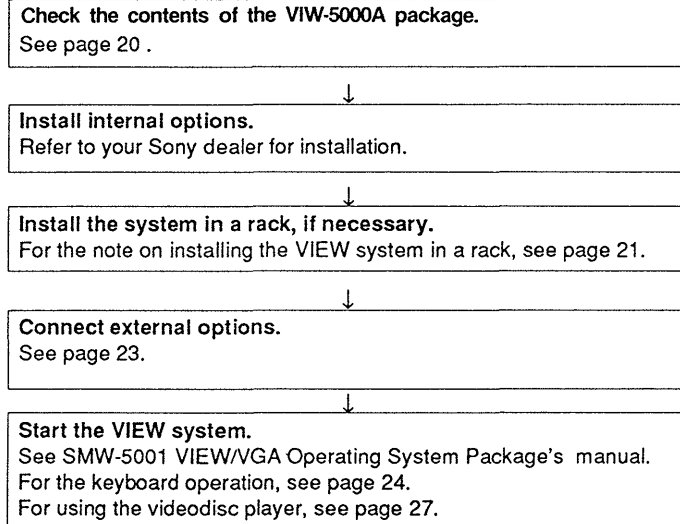 Check the contents of the VIW-5000A package.
See page 20 .
↓
Install internal options.
Refer to your Sony dealer for installation.
↓
Install the system in a rack, if necessary.
For the note on installing the VIEW system in a rack, see page 21.
↓
Connect external options.
See page 23.
↓
Start the VIEW system.
See SMW-5001 VIEW/VGA Operating System Package's manual.
For the keyboard operation, see page 24.
For using the videodisc player, see page 27.